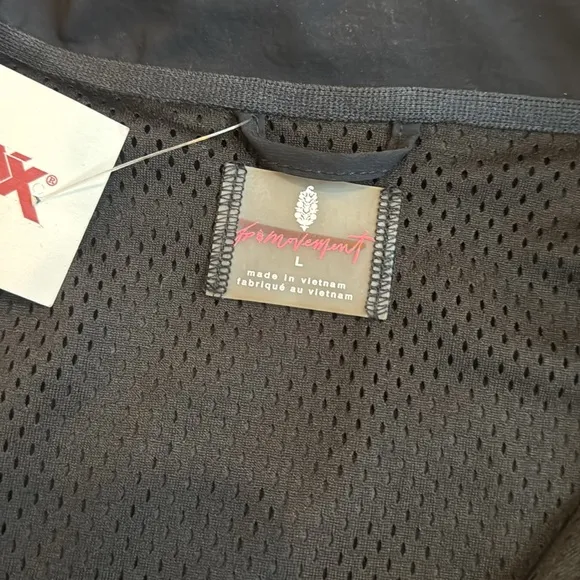 X®
fp movement
L
made in vietnam
fabriqué au vietnam